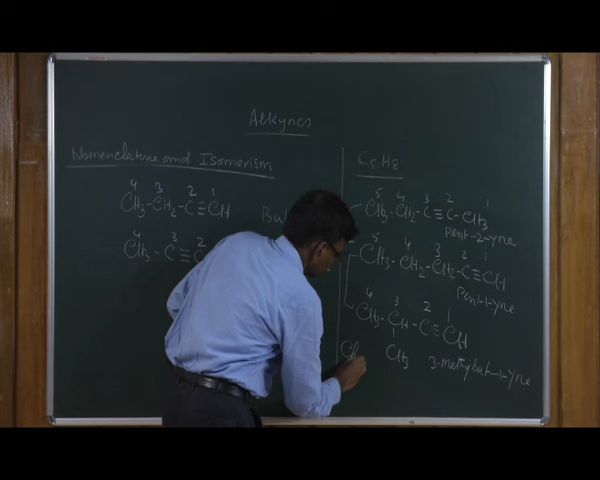 Alkynes
Nomenclature and Isomerism
4 3 2 1
CH3-CH2-C≡CH
4 3 2
CH3-C≡C
C5H8
5 4 3 2 1
CH3-CH2-C≡C-CH3
Pent-2-yne
5 4 3 2 1
CH3-CH2-CH2-C≡CH
Pent-1-yne
4 3 2 1
CH3-CH-C≡CH
CH3
3-methylbut-1-yne